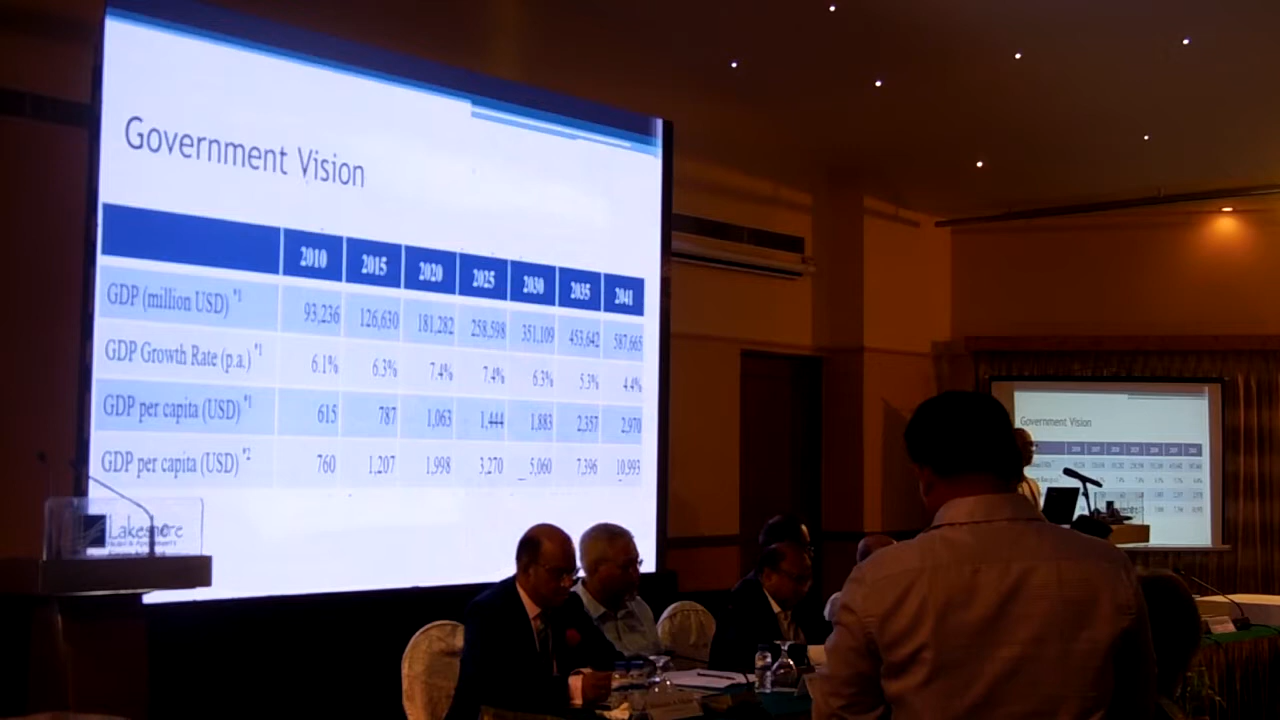 Government Vision
2010 2015 2020 2025 2030 2035 2041
GDP (million USD) *1 93,236 126,630 181,282 258,598 351,109 453,642 587,665
GDP Growth Rate (p.a.) *1 6.1% 6.3% 7.4% 7.4% 6.3% 5.3% 4.4%
GDP per capita (USD) *1 615 787 1,063 1,444 1,883 2,357 2,970
GDP per capita (USD) *2 760 1,207 1,998 3,270 5,060 7,396 10,993
Lakeshore
Government Vision